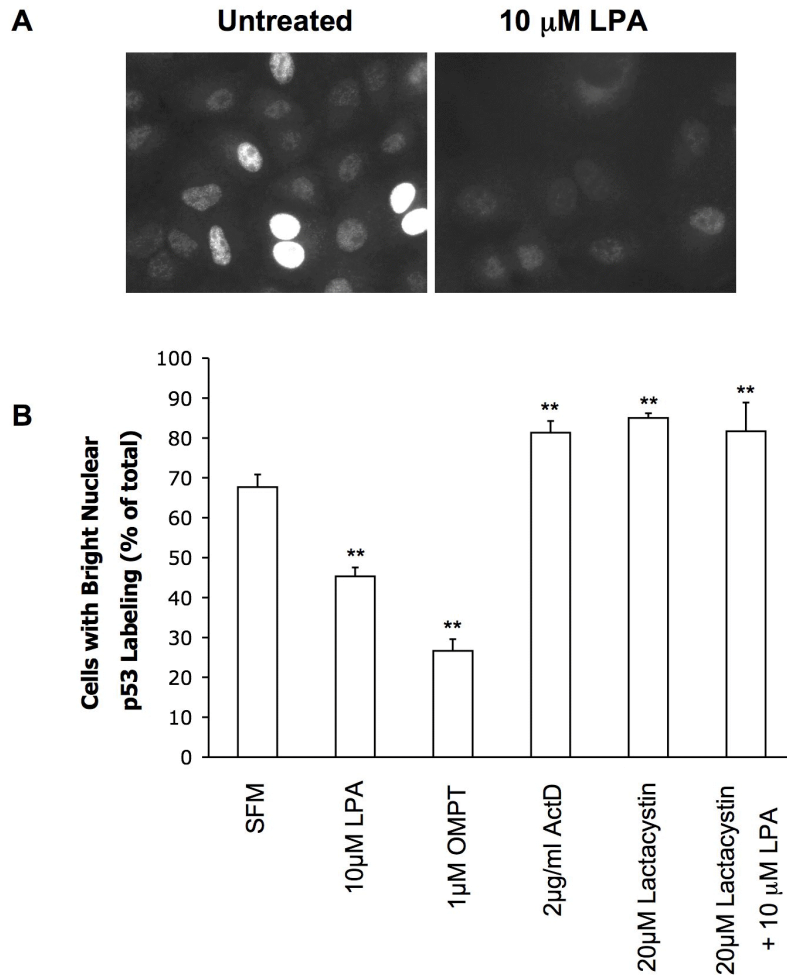 A
Untreated
10 μM LPA
B
Cells with Bright Nuclear
p53 Labeling (% of total)
100
90
80
70
60
50
40
30
20
10
0
**
**
**
**
**
SFM
10μM LPA
1μM OMPT
2μg/ml ActD
20μM Lactacystin
20μM Lactacystin
+ 10 μM LPA